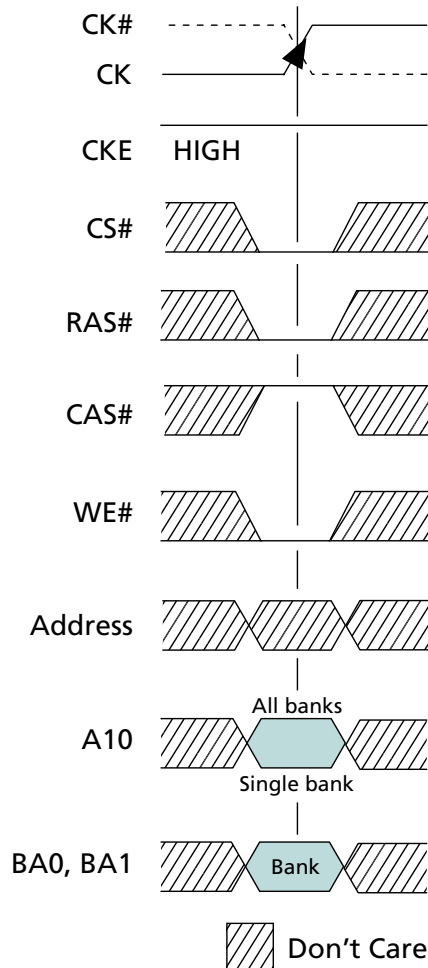 CK#
CK
CKE HIGH
CS#
RAS#
CAS#
WE#
Address
All banks
A10
Single bank
BA0, BA1 Bank
Don't Care